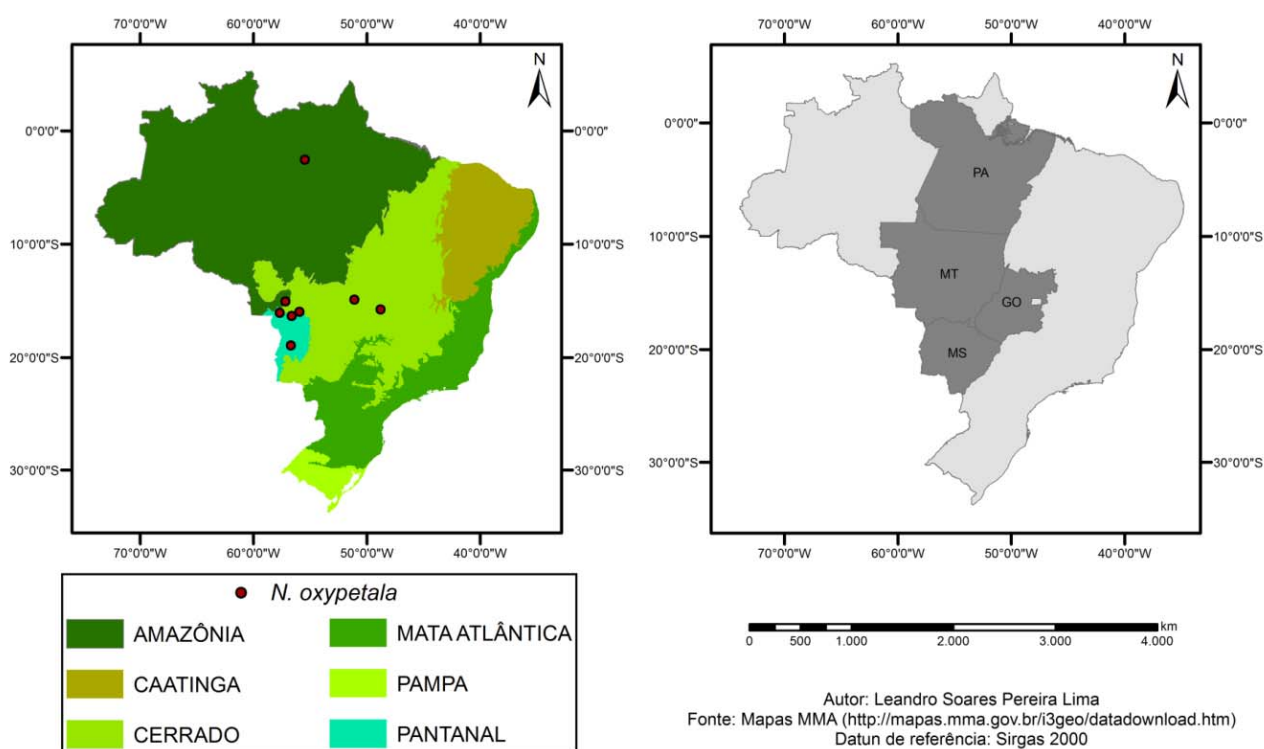 70°0'0"W 60°0'0"W 50°0'0"W 40°0'0"W
N
0°0'0"
10°0'0"S
20°0'0"S
30°0'0"S
0°0'0"
10°0'0"S
20°0'0"S
30°0'0"S
70°0'0"W 60°0'0"W 50°0'0"W 40°0'0"W
N. oxypetala
AMAZÔNIA MATA ATLÂNTICA
CAATINGA PAMPA
CERRADO PANTANAL
70°0'0"W 60°0'0"W 50°0'0"W 40°0'0"W
N
0°0'0"
10°0'0"S
20°0'0"S
30°0'0"S
PA
MT
GO
MS
0°0'0"
10°0'0"S
20°0'0"S
30°0'0"S
70°0'0"W 60°0'0"W 50°0'0"W 40°0'0"W
km
0 500 1.000 2.000 3.000 4.000
Autor: Leandro Soares Pereira Lima
Fonte: Mapas MMA (http://mapas.mma.gov.br/i3geo/datadownload.htm)
Datun de referência: Sirgas 2000